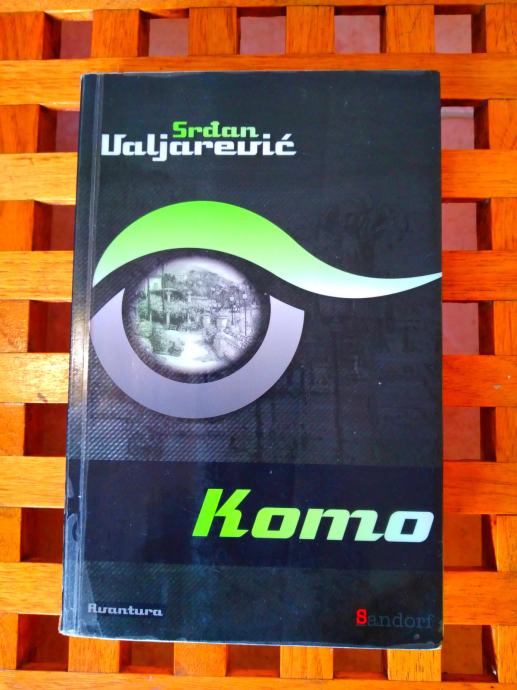 Srđan
Valjarević
Komo
Avantura
Sandorf